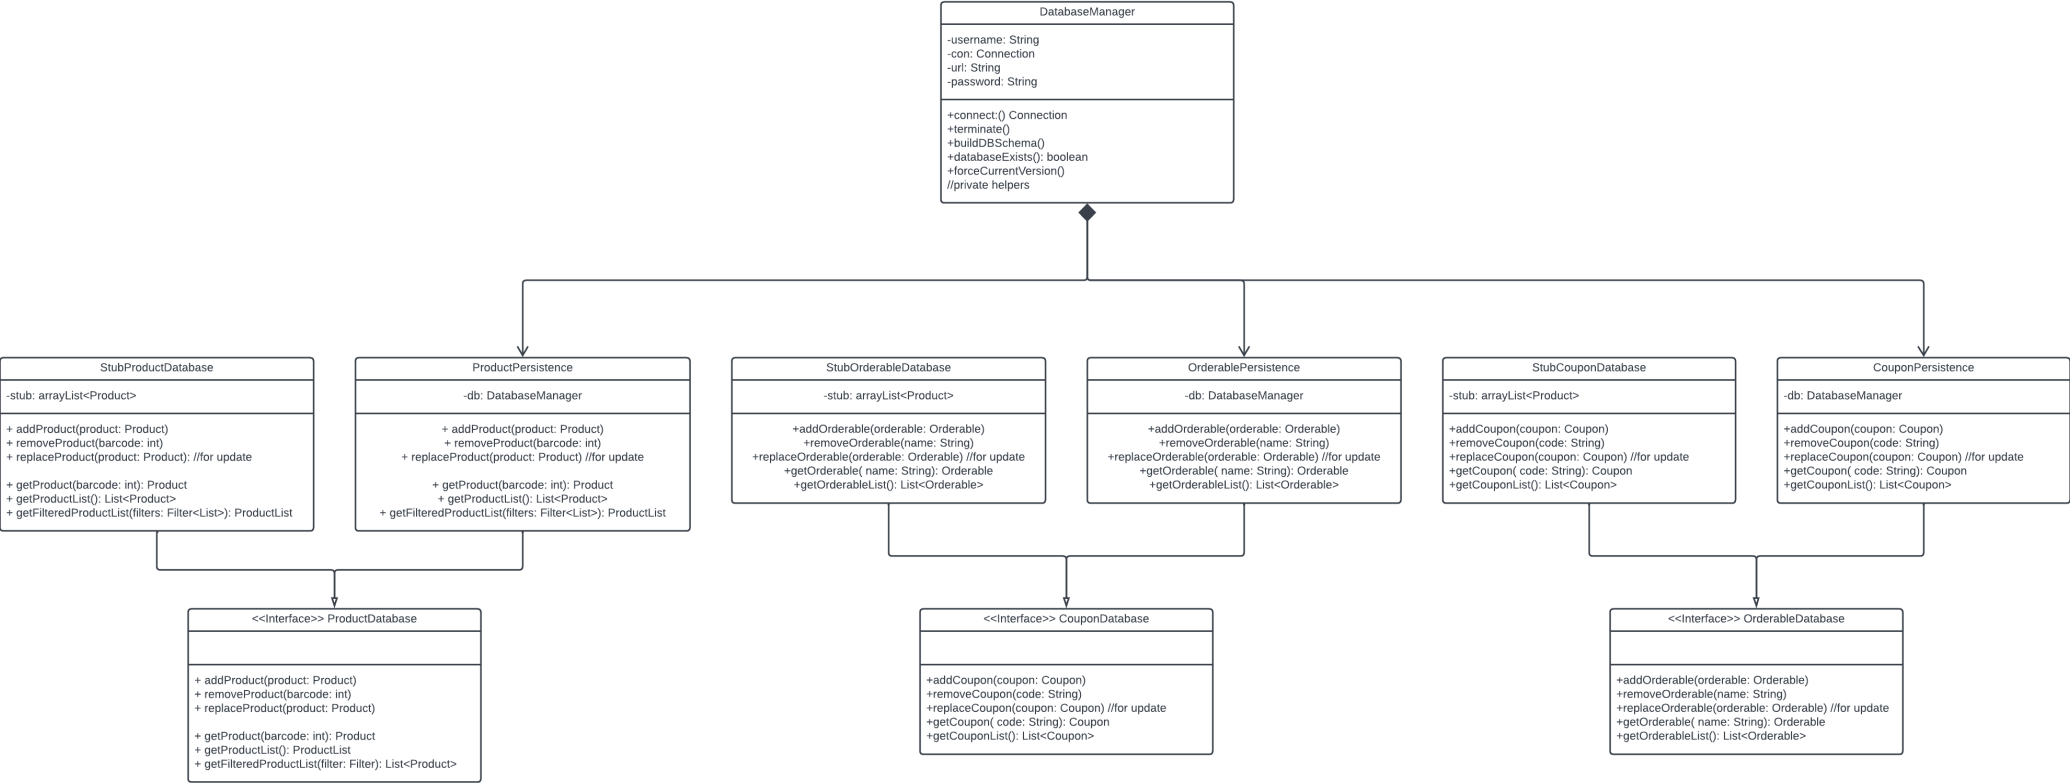 DatabaseManager
-username: String
-con: Connection
-url: String
-password: String
+connect:() Connection
+terminate()
+buildDBSchema()
+databaseExists(): boolean
+forceCurrentVersion()
//private helpers
StubProductDatabase
-stub: arrayList<Product>
+ addProduct(product: Product)
+ removeProduct(barcode: int)
+ replaceProduct(product: Product): //for update
+ getProduct(barcode: int): Product
+ getProductList(): List<Product>
+ getFilteredProductList(filters: Filter<List>): ProductList
ProductPersistence
-db: DatabaseManager
+ addProduct(product: Product)
+ removeProduct(barcode: int)
+ replaceProduct(product: Product) //for update
+ getProduct(barcode: int): Product
+ getProductList(): List<Product>
+ getFilteredProductList(filters: Filter<List>): ProductList
StubOrderableDatabase
-stub: arrayList<Product>
+addOrderable(orderable: Orderable)
+removeOrderable(name: String)
+replaceOrderable(orderable: Orderable) //for update
+getOrderable( name: String): Orderable
+getOrderableList(): List<Orderable>
OrderablePersistence
-db: DatabaseManager
+addOrderable(orderable: Orderable)
+removeOrderable(name: String)
+replaceOrderable(orderable: Orderable) //for update
+getOrderable( name: String): Orderable
+getOrderableList(): List<Orderable>
StubCouponDatabase
-stub: arrayList<Product>
+addCoupon(coupon: Coupon)
+removeCoupon(code: String)
+replaceCoupon(coupon: Coupon) //for update
+getCoupon( code: String): Coupon
+getCouponList(): List<Coupon>
CouponPersistence
-db: DatabaseManager
+addCoupon(coupon: Coupon)
+removeCoupon(code: String)
+replaceCoupon(coupon: Coupon) //for update
+getCoupon( code: String): Coupon
+getCouponList(): List<Coupon>
<<Interface>> ProductDatabase
+ addProduct(product: Product)
+ removeProduct(barcode: int)
+ replaceProduct(product: Product)
+ getProduct(barcode: int): Product
+ getProductList(): ProductList
+ getFilteredProductList(filter: Filter): List<Product>
<<Interface>> CouponDatabase
+addCoupon(coupon: Coupon)
+removeCoupon(code: String)
+replaceCoupon(coupon: Coupon) //for update
+getCoupon( code: String): Coupon
+getCouponList(): List<Coupon>
<<Interface>> OrderableDatabase
+addOrderable(orderable: Orderable)
+removeOrderable(name: String)
+replaceOrderable(orderable: Orderable) //for update
+getOrderable( name: String): Orderable
+getOrderableList(): List<Orderable>